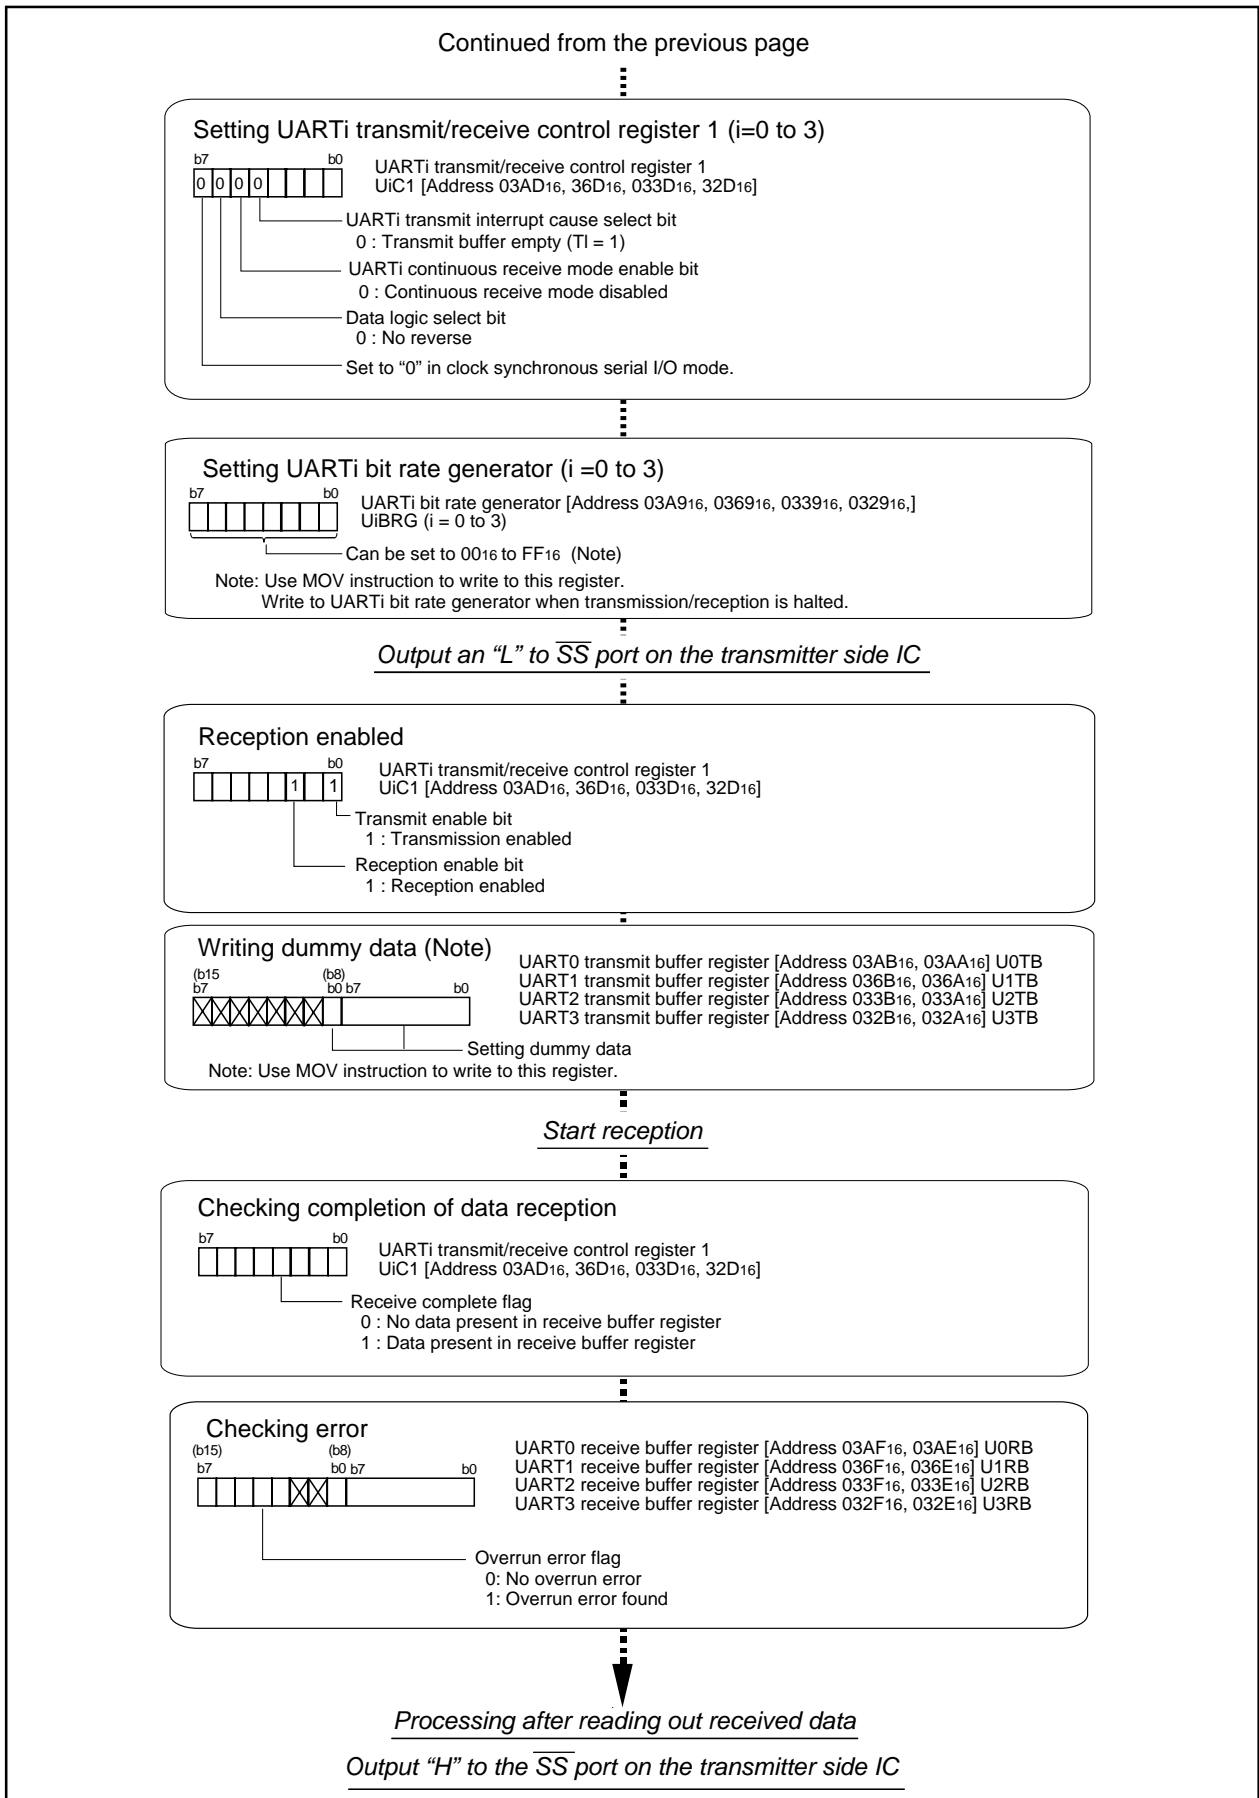 Continued from the previous page
Setting UARTi transmit/receive control register 1 (i=0 to 3)
b7 b0
UARTi transmit/receive control register 1
0 0 0 0
UiC1 [Address 03AD16, 36D16, 033D16, 32D16]
UARTi transmit interrupt cause select bit
0 : Transmit buffer empty (TI = 1)
UARTi continuous receive mode enable bit
0 : Continuous receive mode disabled
Data logic select bit
0 : No reverse
Set to “0” in clock synchronous serial I/O mode.
Setting UARTi bit rate generator (i =0 to 3)
b7 b0
UARTi bit rate generator [Address 03A916, 036916, 033916, 032916,]
UiBRG (i = 0 to 3)
Can be set to 0016 to FF16 (Note)
Note: Use MOV instruction to write to this register.
Write to UARTi bit rate generator when transmission/reception is halted.
Output an “L” to SS port on the transmitter side IC
Reception enabled
b7 b0
UARTi transmit/receive control register 1
1 1
UiC1 [Address 03AD16, 36D16, 033D16, 32D16]
Transmit enable bit
1 : Transmission enabled
Reception enable bit
1 : Reception enabled
Writing dummy data (Note)
(b15 (b8)
b7 b0 b7 b0
UART0 transmit buffer register [Address 03AB16, 03AA16] U0TB
UART1 transmit buffer register [Address 036B16, 036A16] U1TB
UART2 transmit buffer register [Address 033B16, 033A16] U2TB
UART3 transmit buffer register [Address 032B16, 032A16] U3TB
Setting dummy data
Note: Use MOV instruction to write to this register.
Start reception
Checking completion of data reception
b7 b0
UARTi transmit/receive control register 1
UiC1 [Address 03AD16, 36D16, 033D16, 32D16]
Receive complete flag
0 : No data present in receive buffer register
1 : Data present in receive buffer register
Checking error
(b15) (b8)
b7 b0 b7 b0
UART0 receive buffer register [Address 03AF16, 03AE16] U0RB
UART1 receive buffer register [Address 036F16, 036E16] U1RB
UART2 receive buffer register [Address 033F16, 033E16] U2RB
UART3 receive buffer register [Address 032F16, 032E16] U3RB
Overrun error flag
0: No overrun error
1: Overrun error found
Processing after reading out received data
Output “H” to the SS port on the transmitter side IC